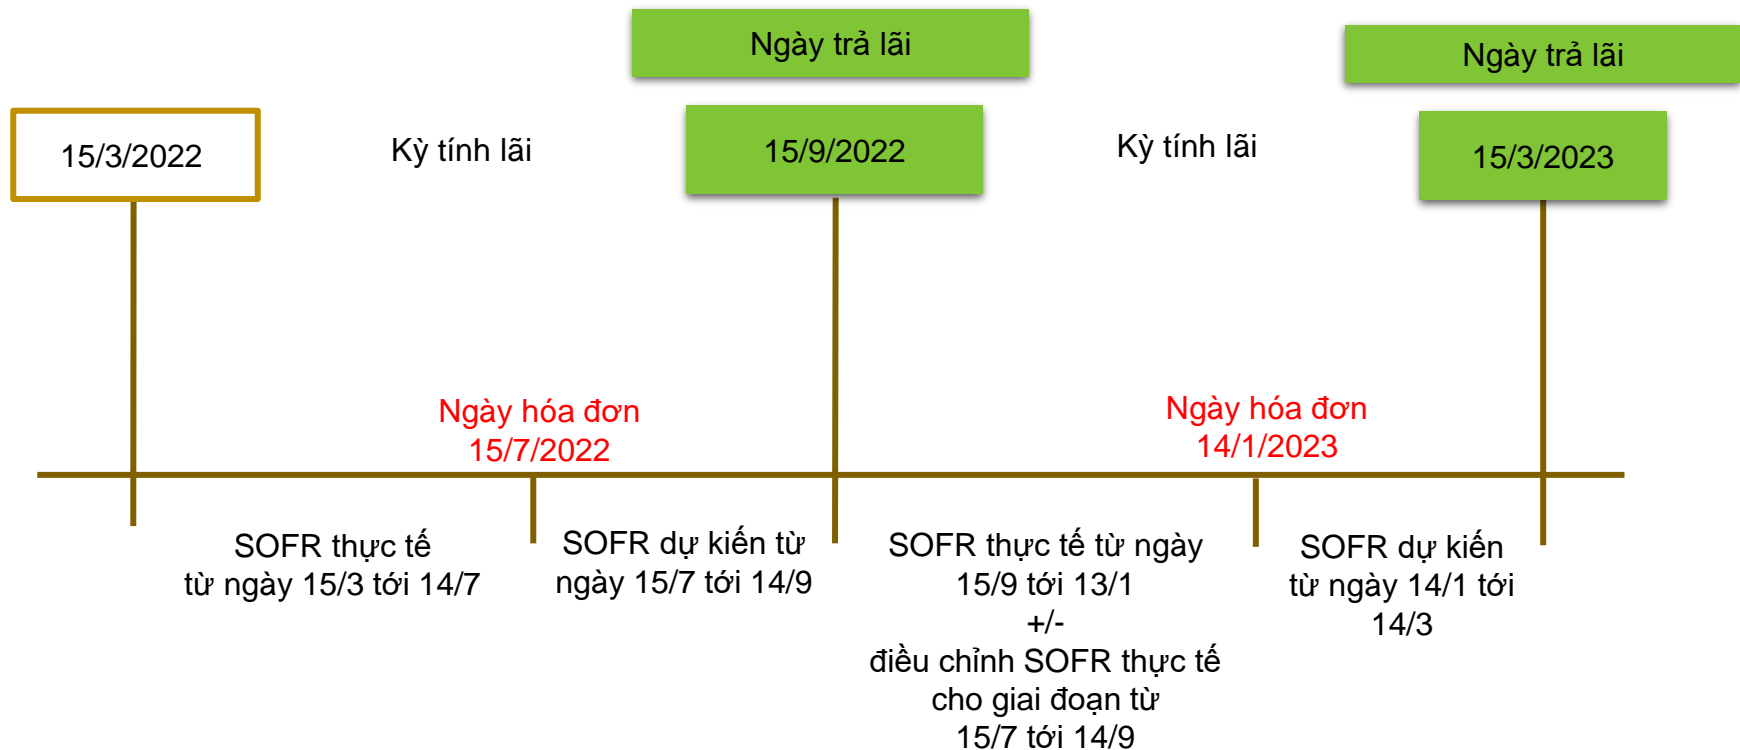 Ngày trả lãi
Ngày trả lãi
15/3/2022
Kỳ tính lãi
15/9/2022
Kỳ tính lãi
15/3/2023
Ngày hóa đơn
15/7/2022
Ngày hóa đơn
14/1/2023
SOFR thực tế
từ ngày 15/3 tới 14/7
SOFR dự kiến từ
ngày 15/7 tới 14/9
SOFR thực tế từ ngày
15/9 tới 13/1
+/-
điều chỉnh SOFR thực tế
cho giai đoạn từ
15/7 tới 14/9
SOFR dự kiến
từ ngày 14/1 tới
14/3